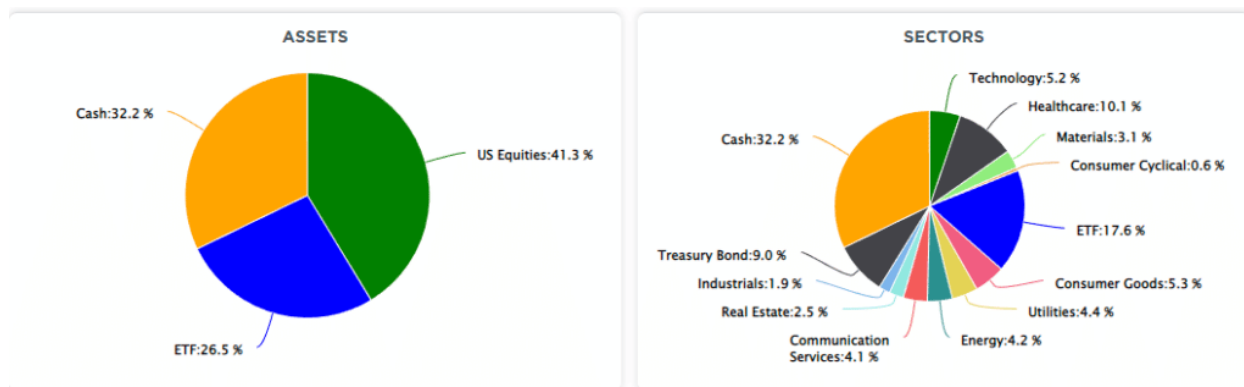 ASSETS
Cash:32.2 %
US Equities:41.3 %
ETF:26.5 %
SECTORS
Technology:5.2 %
Healthcare:10.1 %
Materials:3.1 %
Consumer Cyclical:0.6 %
ETF:17.6 %
Consumer Goods:5.3 %
Utilities:4.4 %
Energy:4.2 %
Communication
Services:4.1 %
Real Estate:2.5 %
Industrials:1.9 %
Treasury Bond:9.0 %
Cash:32.2 %